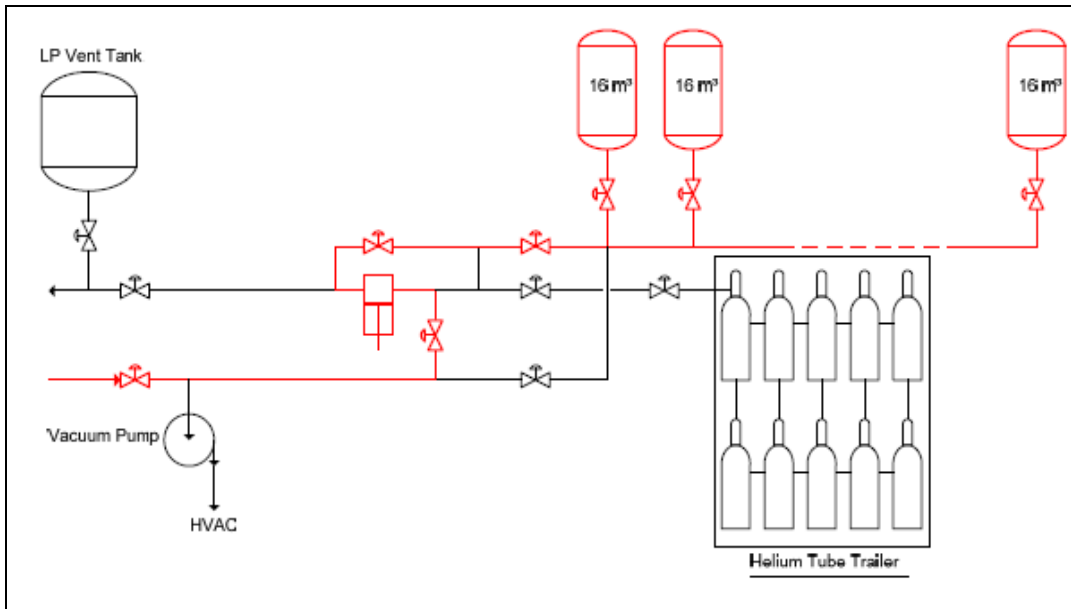 LP Vent Tank
16 m³
16 m³
16 m³
Vacuum Pump
HVAC
Helium Tube Trailer